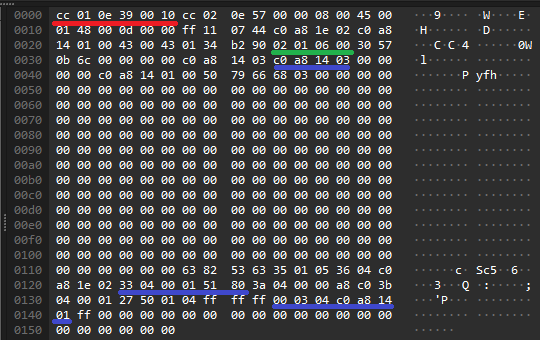 0000 cc 01 0e 39 00 10 cc 02 0e 57 00 00 08 00 45 00 · · · 9 · · · · · W · · · · E ·
0010 01 48 00 0d 00 00 ff 11 07 44 c0 a8 1e 02 c0 a8 · H · · · · · · · D · · · · · ·
0020 14 01 00 43 00 43 01 34 b2 90 02 01 06 00 30 57 · · · C · C · 4 · · · · · · 0 W
0030 0b 6c 00 00 00 00 c0 a8 14 03 c0 a8 14 03 00 00 · l · · · · · · · · · · · · · ·
0040 00 00 c0 a8 14 01 00 50 79 66 68 03 00 00 00 00 · · · · · · · P y f h · · · · ·
0050 00 00 00 00 00 00 00 00 00 00 00 00 00 00 00 00 · · · · · · · · · · · · · · · ·
0060 00 00 00 00 00 00 00 00 00 00 00 00 00 00 00 00 · · · · · · · · · · · · · · · ·
0070 00 00 00 00 00 00 00 00 00 00 00 00 00 00 00 00 · · · · · · · · · · · · · · · ·
0080 00 00 00 00 00 00 00 00 00 00 00 00 00 00 00 00 · · · · · · · · · · · · · · · ·
0090 00 00 00 00 00 00 00 00 00 00 00 00 00 00 00 00 · · · · · · · · · · · · · · · ·
00a0 00 00 00 00 00 00 00 00 00 00 00 00 00 00 00 00 · · · · · · · · · · · · · · · ·
00b0 00 00 00 00 00 00 00 00 00 00 00 00 00 00 00 00 · · · · · · · · · · · · · · · ·
00c0 00 00 00 00 00 00 00 00 00 00 00 00 00 00 00 00 · · · · · · · · · · · · · · · ·
00d0 00 00 00 00 00 00 00 00 00 00 00 00 00 00 00 00 · · · · · · · · · · · · · · · ·
00e0 00 00 00 00 00 00 00 00 00 00 00 00 00 00 00 00 · · · · · · · · · · · · · · · ·
00f0 00 00 00 00 00 00 00 00 00 00 00 00 00 00 00 00 · · · · · · · · · · · · · · · ·
0100 00 00 00 00 00 00 00 00 00 00 00 00 00 00 00 00 · · · · · · · · · · · · · · · ·
0110 00 00 00 00 00 00 63 82 53 63 35 01 05 36 04 c0 · · · · · · c · S c 5 · · 6 · ·
0120 a8 1e 02 33 04 00 01 51 80 3a 04 00 00 a8 c0 3b · · · 3 · · · Q · : · · · · · ;
0130 04 00 01 27 50 01 04 ff ff ff 00 03 04 c0 a8 14 · · · ' P · · · · · · · · · · ·
0140 01 ff 00 00 00 00 00 00 00 00 00 00 00 00 00 00 · · · · · · · · · · · · · · · ·
0150 00 00 00 00 00 00 · · · · · ·